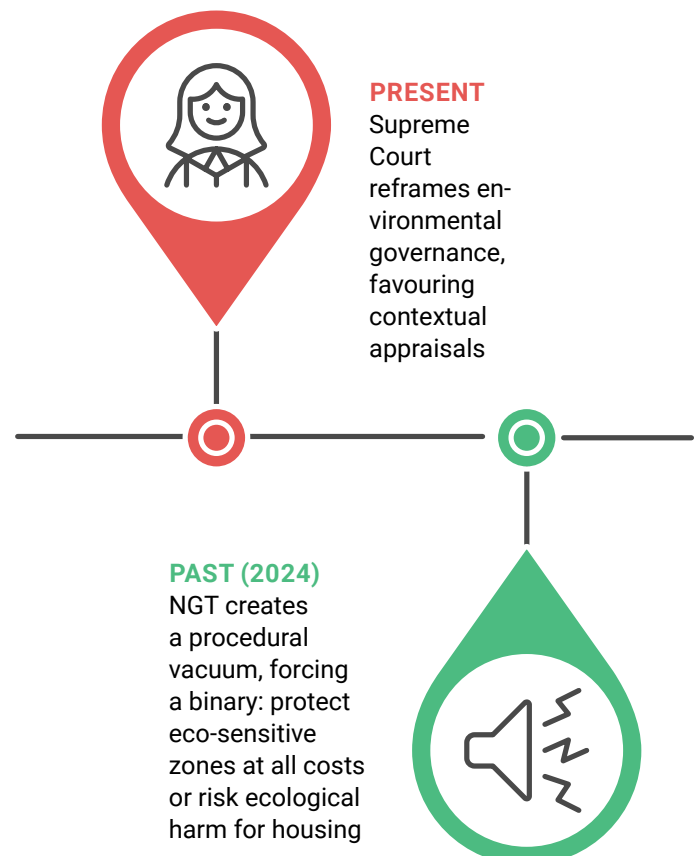 PRESENT
Supreme
Court
reframes en-
vironmental
governance,
favouring
contextual
appraisals
PAST (2024)
NGT creates
a procedural
vacuum, forcing
a binary: protect
eco-sensitive
zones at all costs
or risk ecological
harm for housing